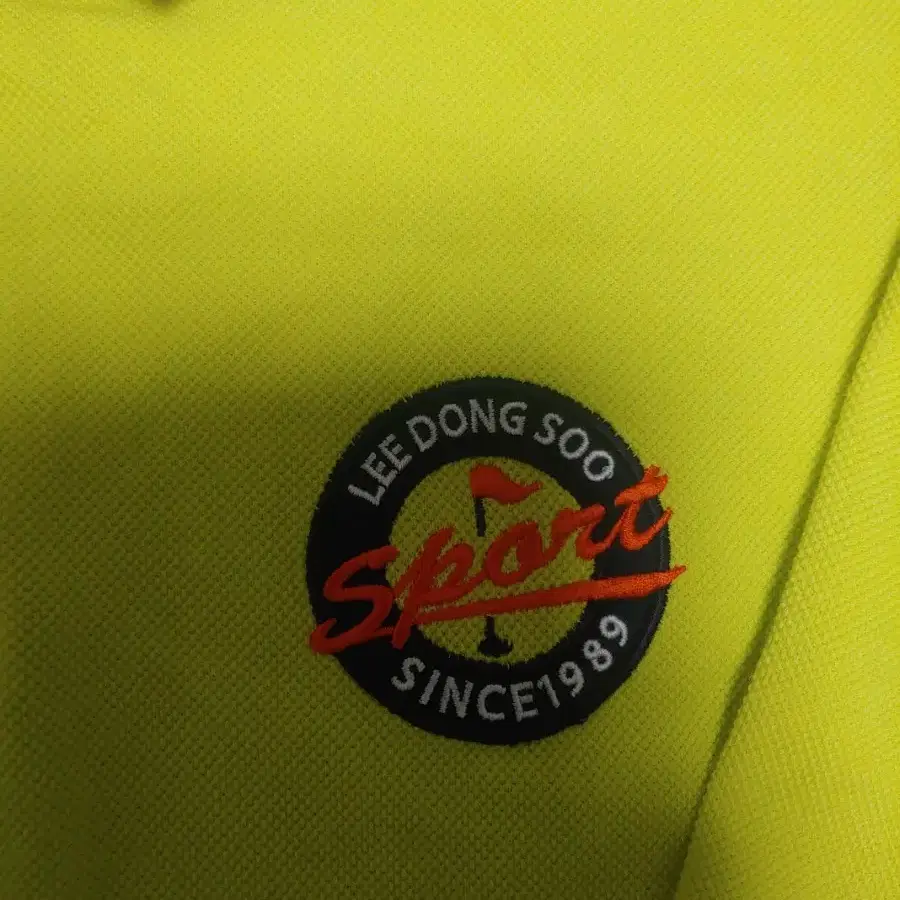 LEE DONG SOO
Sport
SINCE1989